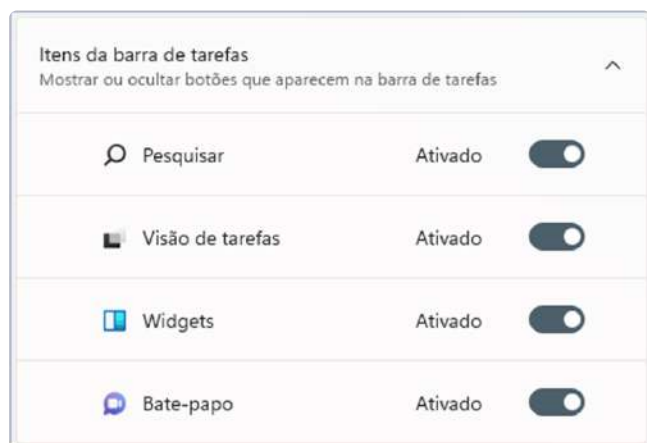 Itens da barra de tarefas
Mostrar ou ocultar botões que aparecem na barra de tarefas
Pesquisar Ativado
Visão de tarefas Ativado
Widgets Ativado
Bate-papo Ativado